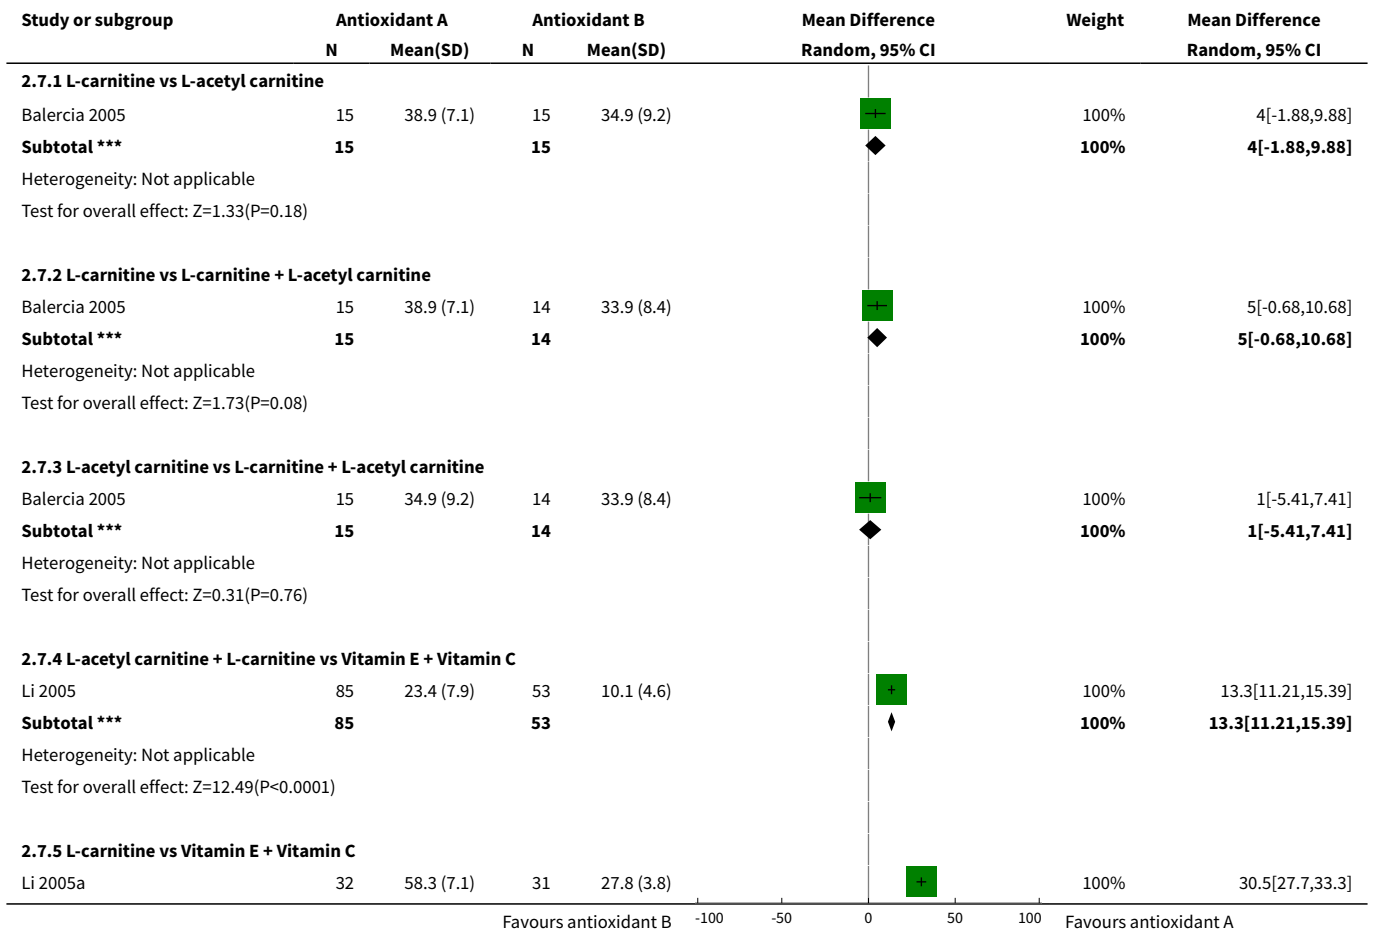 Study or subgroup Antioxidant A Antioxidant B Mean Difference Weight Mean Difference
N Mean(SD) N Mean(SD) Random, 95% CI Random, 95% CI
2.7.1 L-carnitine vs L-acetyl carnitine
Balercia 2005 15 38.9 (7.1) 15 34.9 (9.2) 100% 4[-1.88,9.88]
Subtotal *** 15 15 100% 4[-1.88,9.88]
Heterogeneity: Not applicable
Test for overall effect: Z=1.33(P=0.18)
2.7.2 L-carnitine vs L-carnitine + L-acetyl carnitine
Balercia 2005 15 38.9 (7.1) 14 33.9 (8.4) 100% 5[-0.68,10.68]
Subtotal *** 15 14 100% 5[-0.68,10.68]
Heterogeneity: Not applicable
Test for overall effect: Z=1.73(P=0.08)
2.7.3 L-acetyl carnitine vs L-carnitine + L-acetyl carnitine
Balercia 2005 15 34.9 (9.2) 14 33.9 (8.4) 100% 1[-5.41,7.41]
Subtotal *** 15 14 100% 1[-5.41,7.41]
Heterogeneity: Not applicable
Test for overall effect: Z=0.31(P=0.76)
2.7.4 L-acetyl carnitine + L-carnitine vs Vitamin E + Vitamin C
Li 2005 85 23.4 (7.9) 53 10.1 (4.6) 100% 13.3[11.21,15.39]
Subtotal *** 85 53 100% 13.3[11.21,15.39]
Heterogeneity: Not applicable
Test for overall effect: Z=12.49(P<0.0001)
2.7.5 L-carnitine vs Vitamin E + Vitamin C
Li 2005a 32 58.3 (7.1) 31 27.8 (3.8) 100% 30.5[27.7,33.3]
Favours antioxidant B -100 -50 0 50 100 Favours antioxidant A